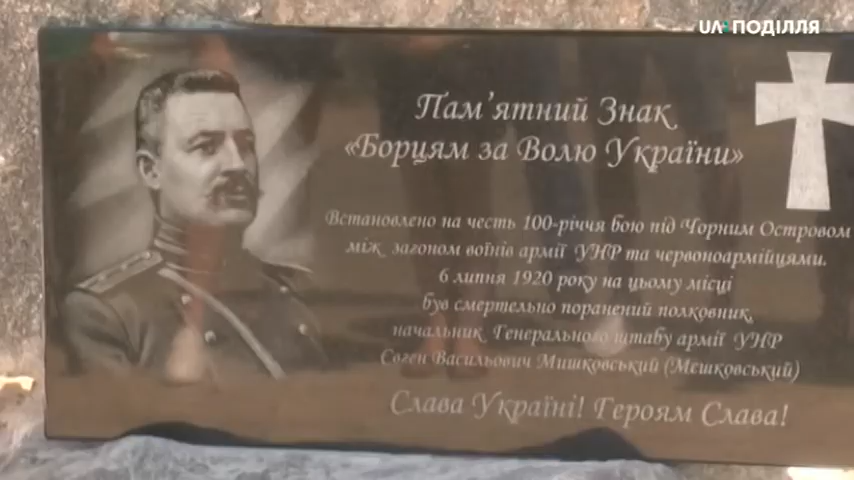 UA: ПОДІЛЛЯ
Пам'ятний Знак
«Борцям за Волю України»
Встановлено на честь 100-річчя бою під Чорним Островом
між загоном воїнів армії УНР та червоноармійцями.
6 липня 1920 року на цьому місці
був смертельно поранений полковник,
начальник Генерального штабу армії УНР
Євген Васильович Мишковський (Мєшковський)
Слава Україні! Героям Слава!